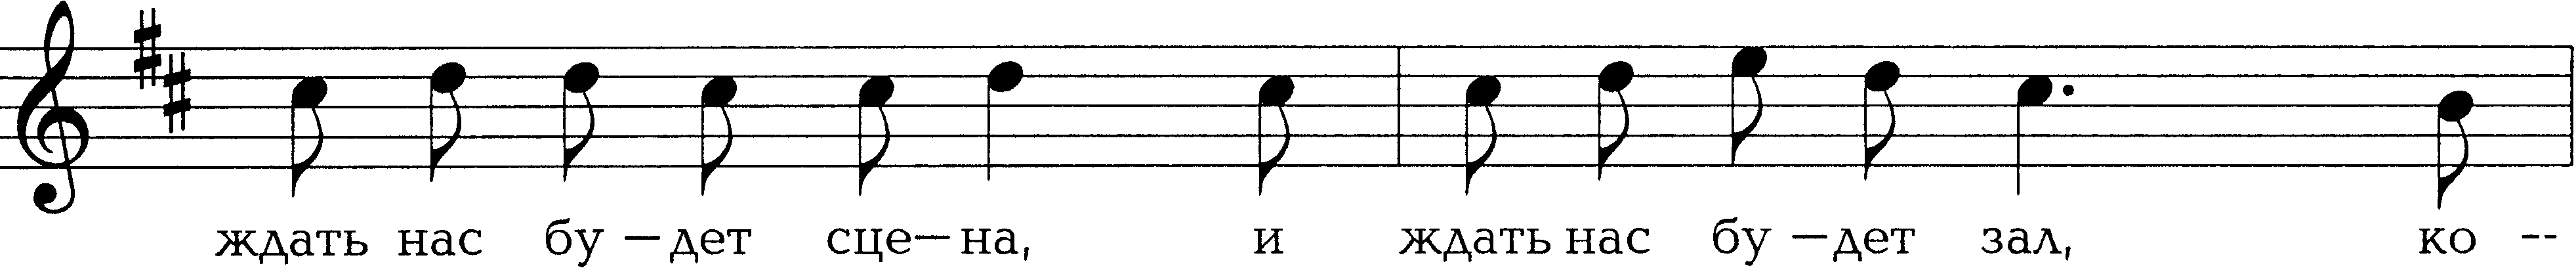 ждать нас бу —дет сце— на, и ждать нас бу —дет зал, ко --